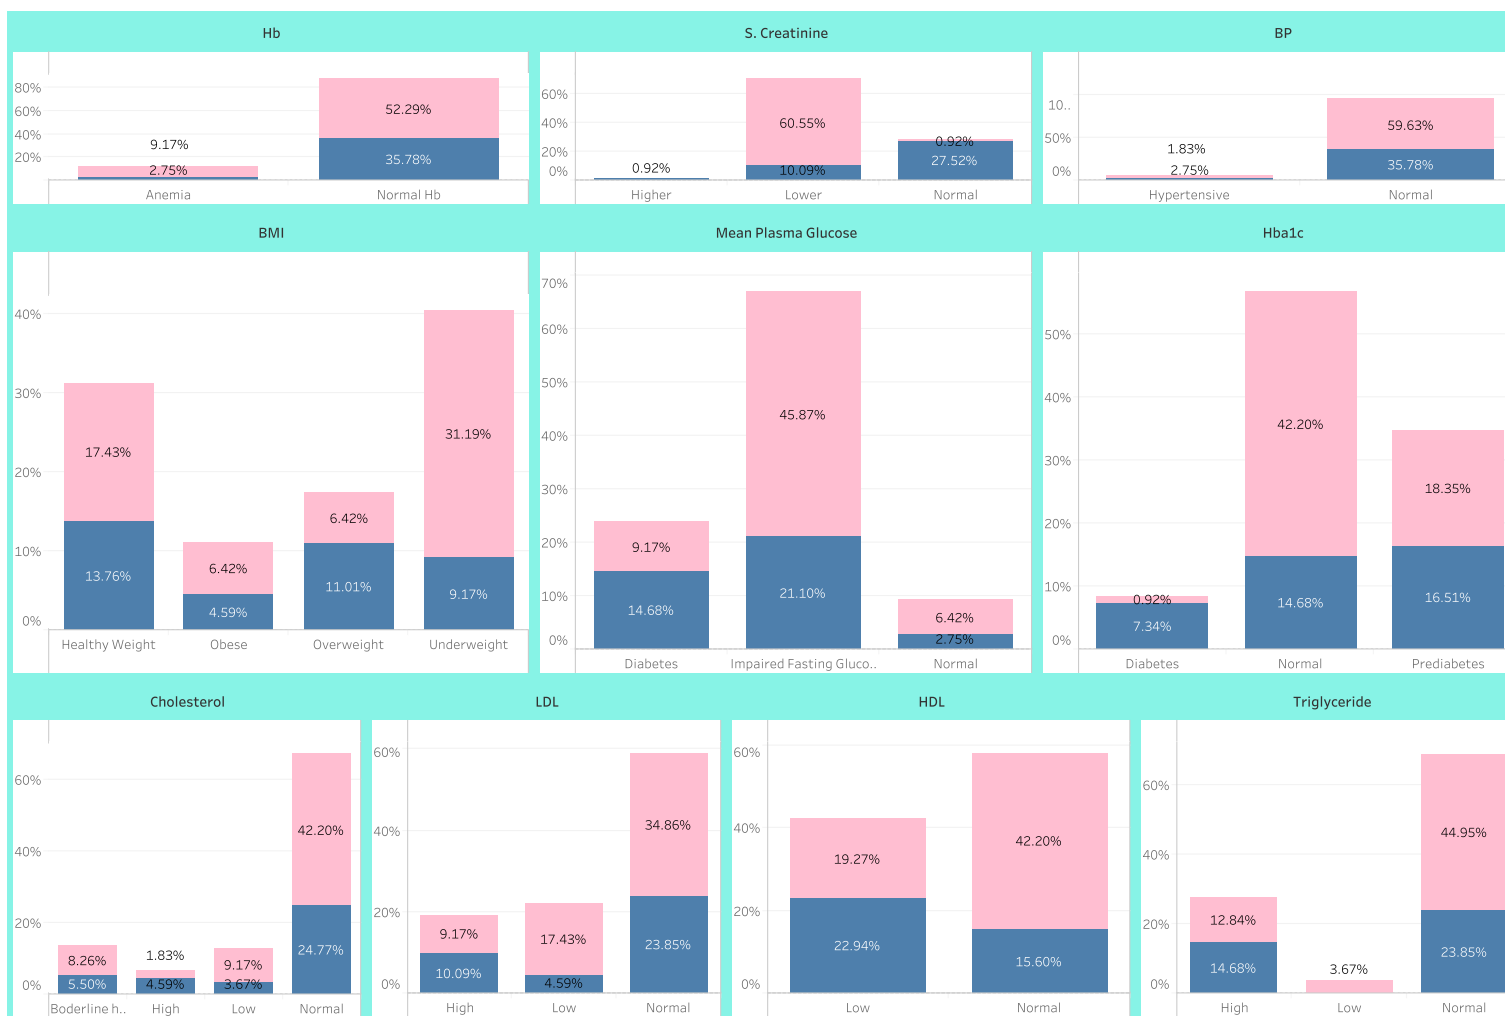 Hb
S. Creatinine
BP
80%
60%
40%
20%
9.17%
2.75%
52.29%
35.78%
Anemia
Normal Hb
60%
40%
20%
0%
0.92%
60.55%
10.09%
0.92%
27.52%
Higher
Lower
Normal
10..
50%
0%
1.83%
2.75%
59.63%
35.78%
Hypertensive
Normal
BMI
Mean Plasma Glucose
Hba1c
40%
30%
20%
10%
0%
17.43%
13.76%
6.42%
4.59%
6.42%
11.01%
31.19%
9.17%
Healthy Weight
Obese
Overweight
Underweight
70%
60%
50%
40%
30%
20%
10%
0%
9.17%
14.68%
45.87%
21.10%
6.42%
2.75%
Diabetes
Impaired Fasting Gluco..
Normal
50%
40%
30%
20%
10%
0%
0.92%
7.34%
42.20%
14.68%
18.35%
16.51%
Diabetes
Normal
Prediabetes
Cholesterol
LDL
HDL
Triglyceride
60%
40%
20%
0%
8.26%
5.50%
1.83%
4.59%
9.17%
3.67%
42.20%
24.77%
Boderline h..
High
Low
Normal
60%
40%
20%
0%
9.17%
10.09%
17.43%
4.59%
34.86%
23.85%
High
Low
Normal
60%
40%
20%
0%
19.27%
22.94%
42.20%
15.60%
Low
Normal
60%
40%
20%
0%
12.84%
14.68%
3.67%
44.95%
23.85%
High
Low
Normal